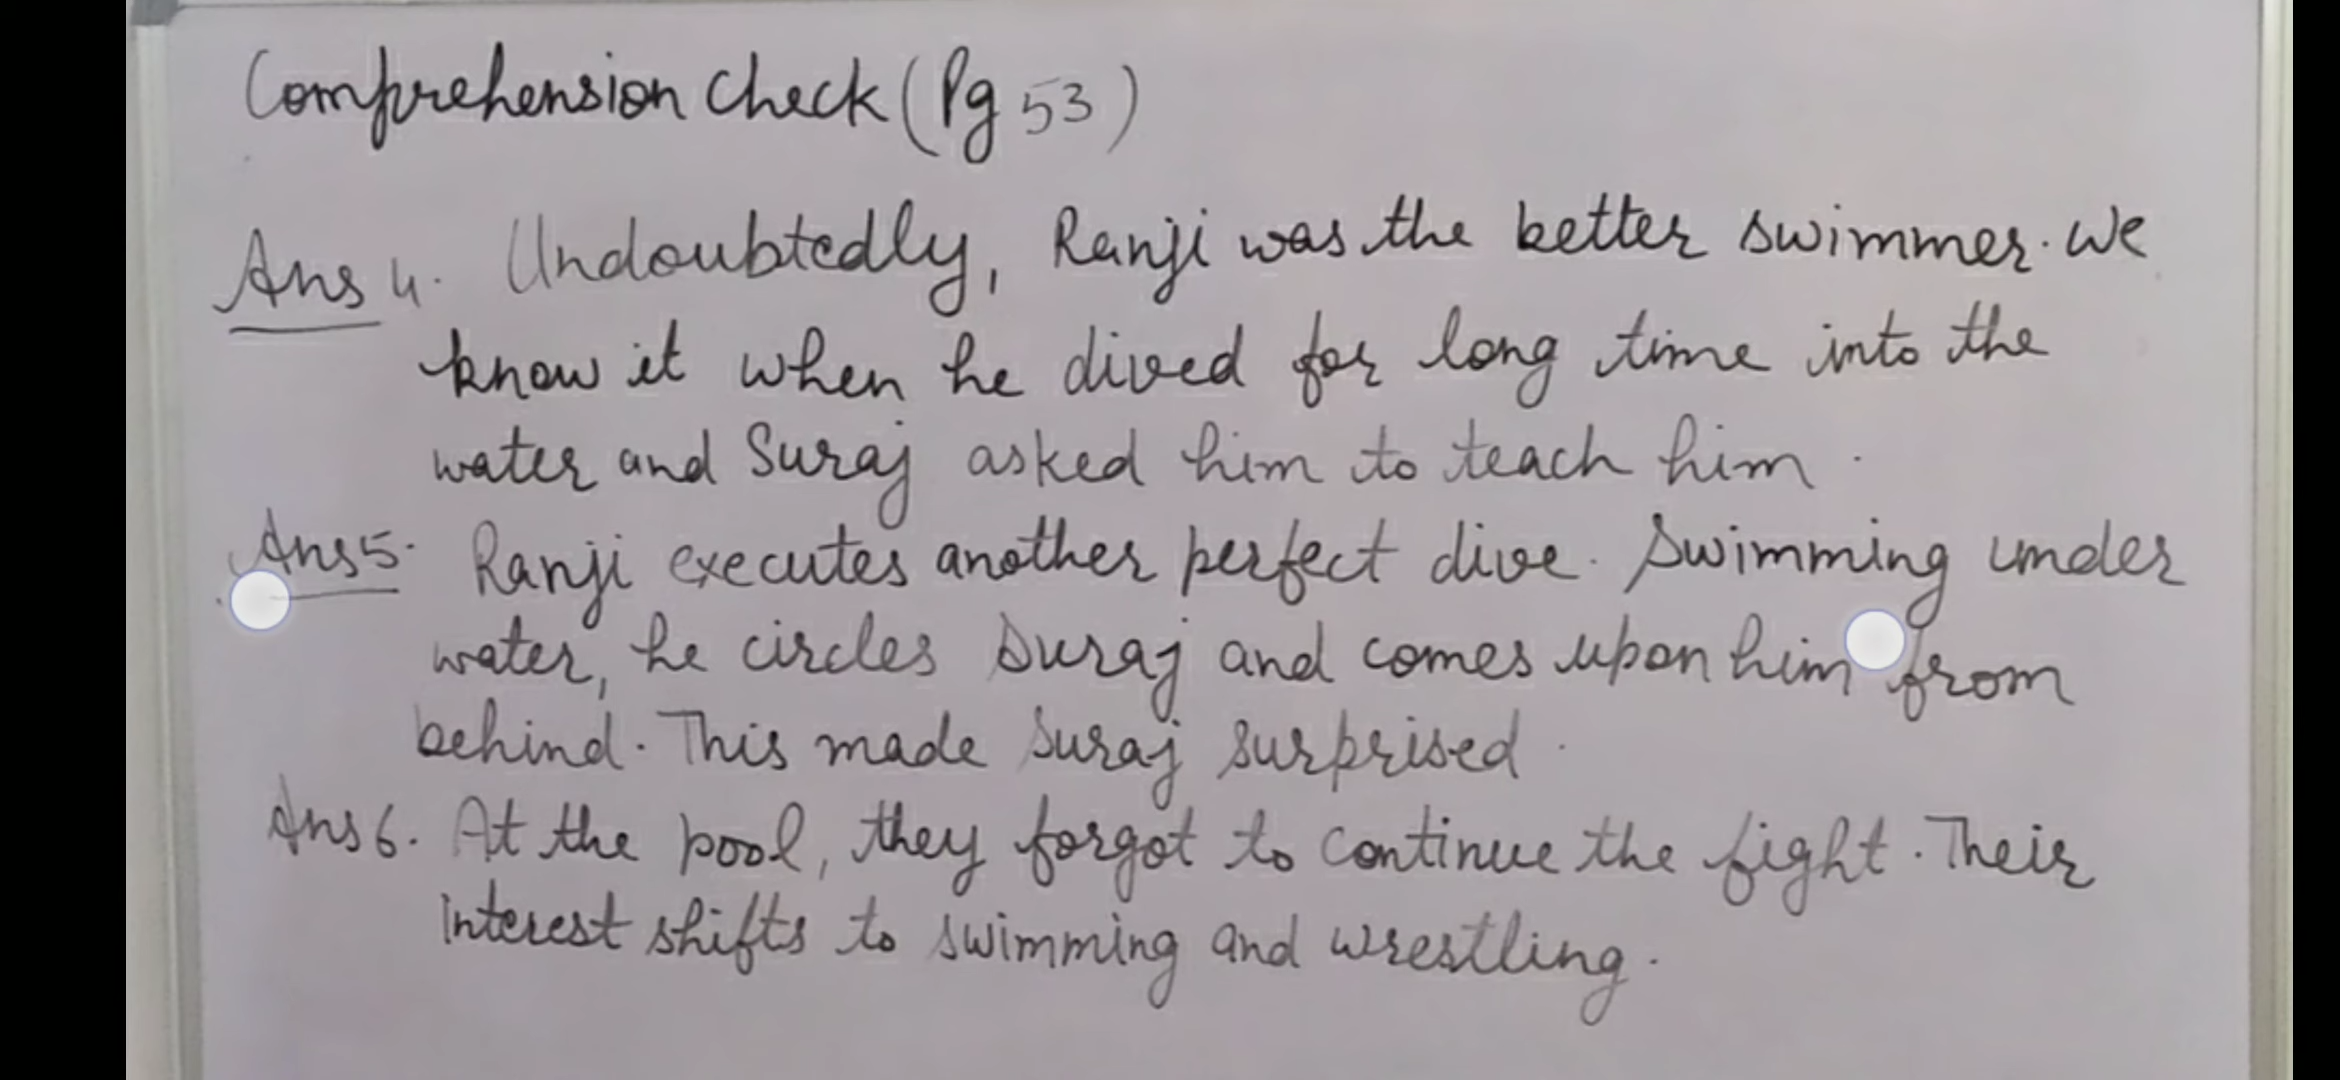 Comprehension Check (Pg 53)
Ans 4. Undoubtedly, Ranji was the better swimmer. We
know it when he dived for long time into the
water and Suraj asked him to teach him.
Ans 5. Ranji executes another perfect dive. Swimming under
water, he circles Suraj and comes upon him from
behind. This made Suraj surprised.
Ans 6. At the pool, they forgot to continue the fight. Their
interest shifts to swimming and wrestling.